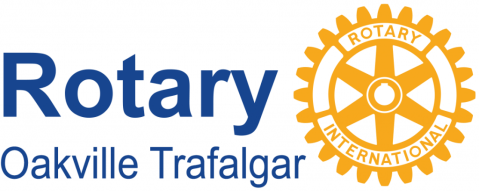 Rotary
Oakville Trafalgar
ROTARY
INTERNATIONAL